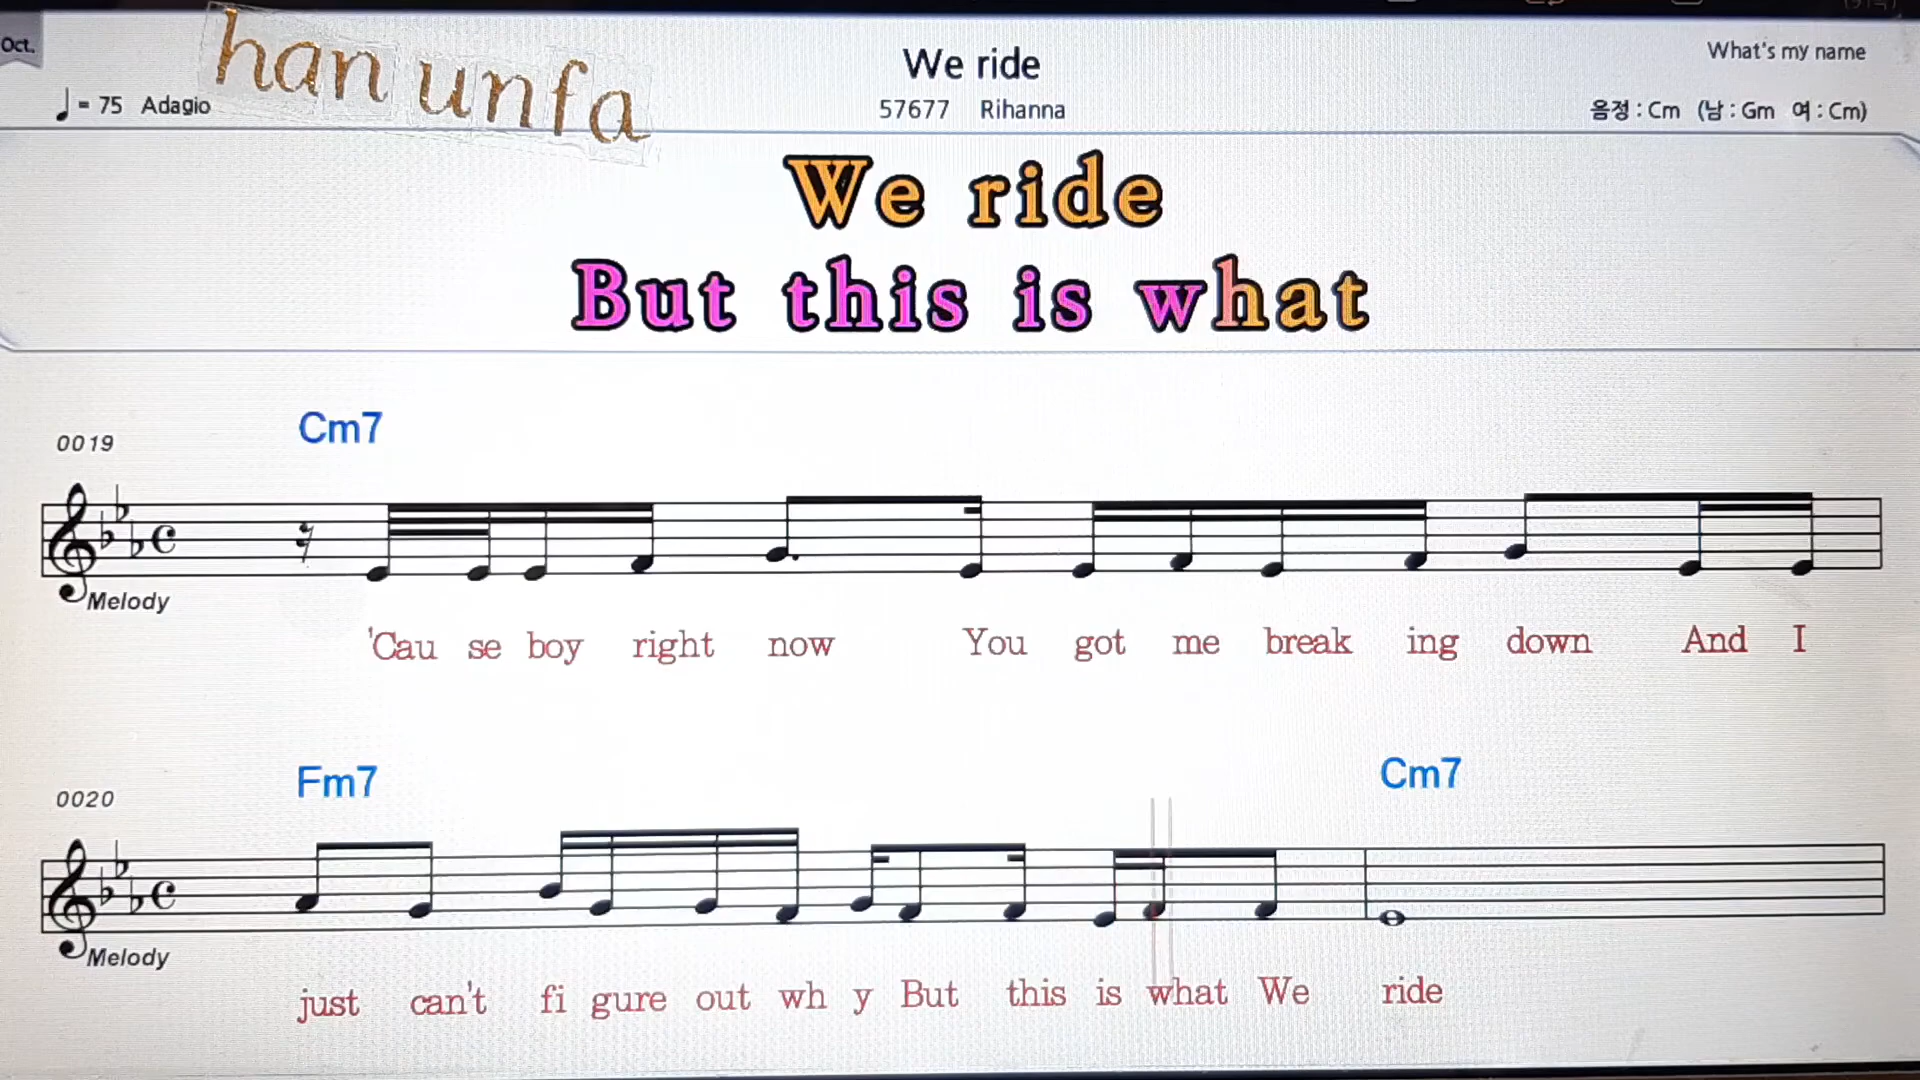 Oct.
han unfa
We ride
What's my name
♩ = 75 Adagio
57677 Rihanna
음정 : Cm (남 : Gm 여 : Cm)
We ride
But this is what
Cm7
0019
Melody
'Cau se boy right now You got me break ing down And I
Fm7 Cm7
0020
Melody
just can't fi gure out wh y But this is what We ride